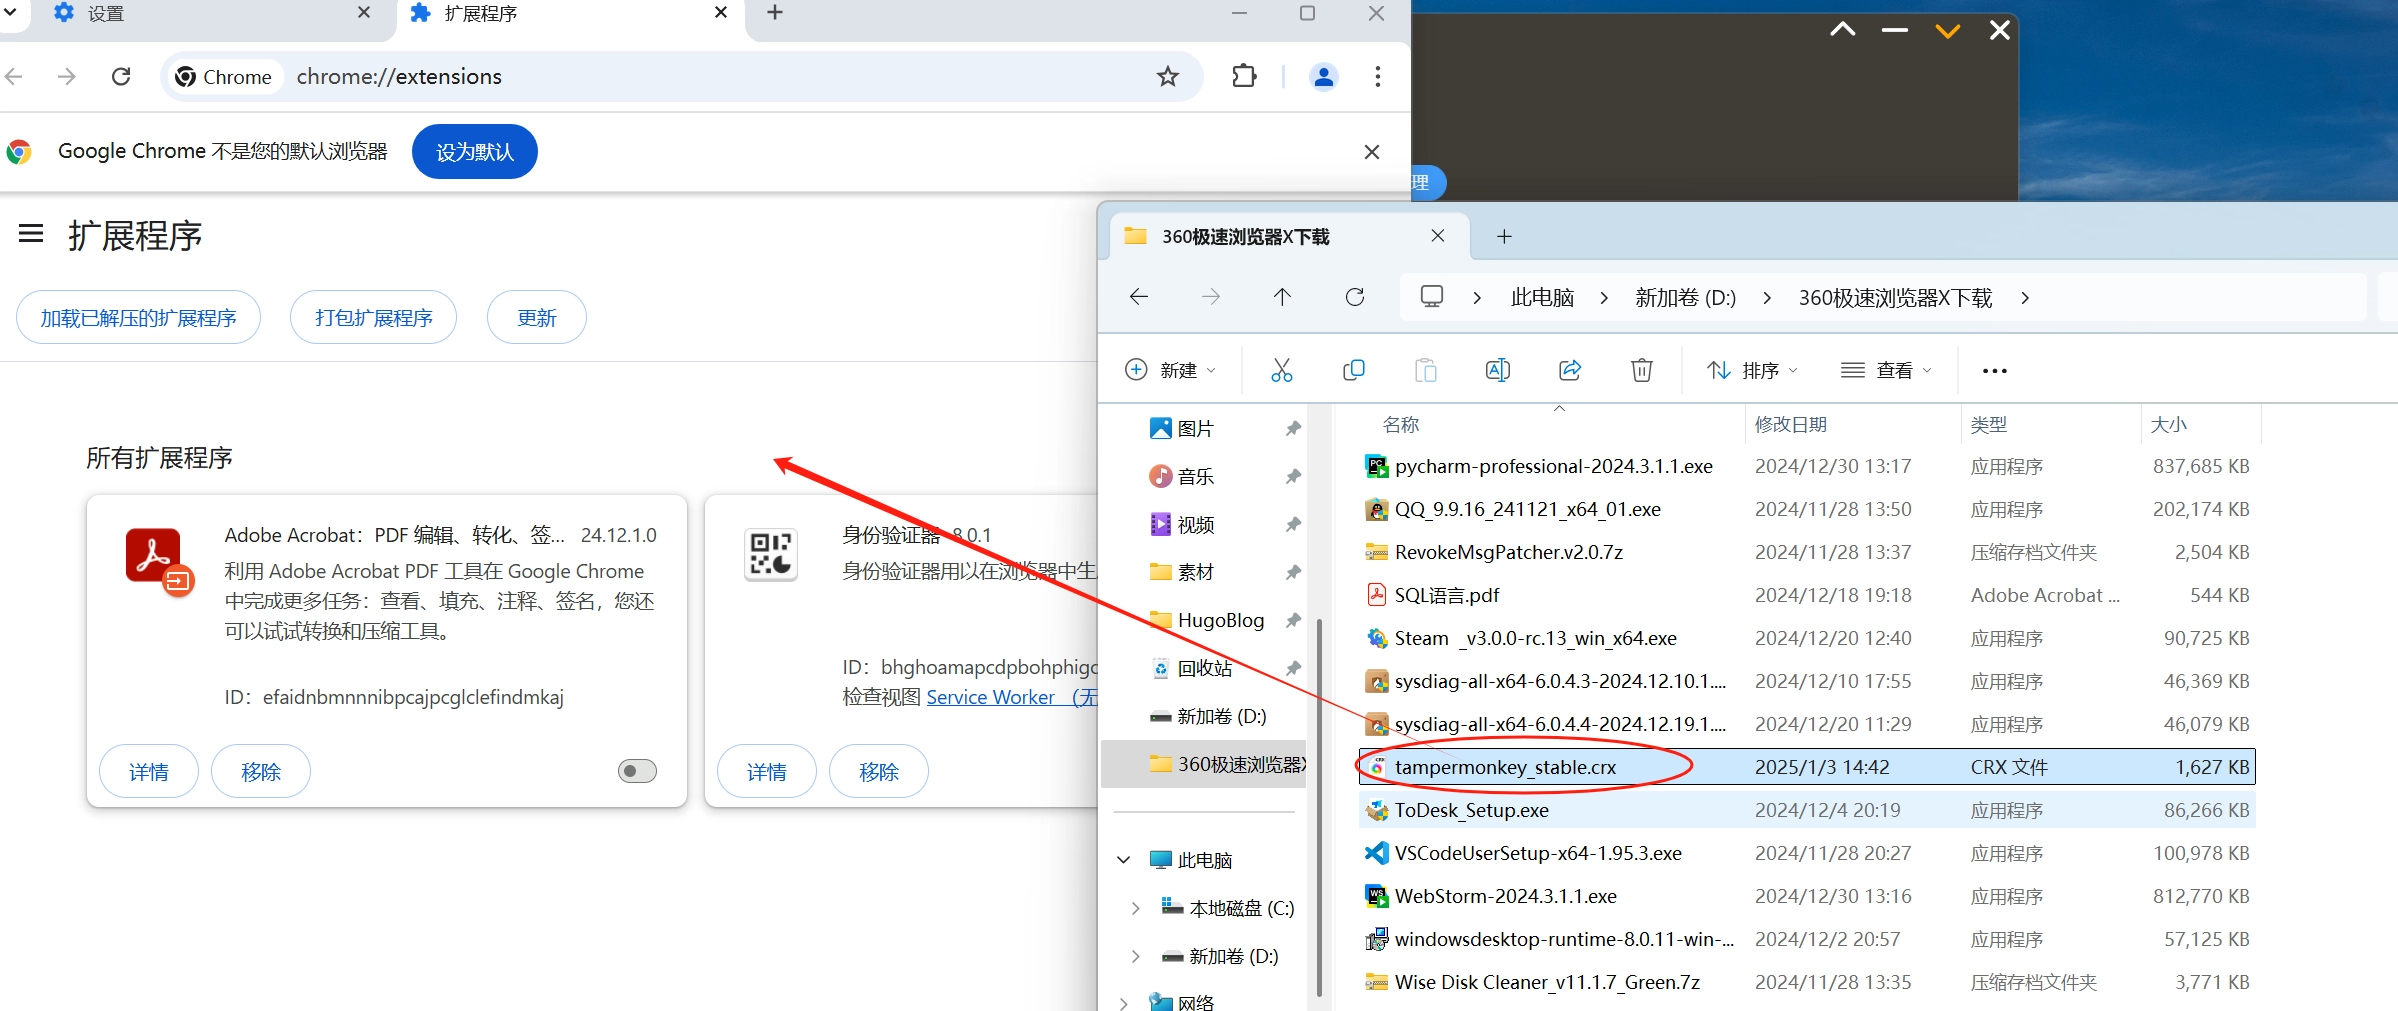 设置
扩展程序
Chrome
chrome://extensions
Google Chrome 不是您的默认浏览器
设为默认
理
扩展程序
加载已解压的扩展程序
打包扩展程序
更新
所有扩展程序
Adobe Acrobat：PDF 编辑、转化、签... 24.12.1.0
利用 Adobe Acrobat PDF 工具在 Google Chrome
中完成更多任务：查看、填充、注释、签名，您还
可以试试转换和压缩工具。
ID：efaidnbmnnnibpcajpcglclefindmkaj
详情
移除
身份验证器 8.0.1
身份验证器用以在浏览器中生
ID：bhghoamapcdpbohphigo
检查视图 Service Worker （无
详情
移除
360极速浏览器X下载
此电脑 新加卷 (D:) 360极速浏览器X下载
新建
排序
查看
图片
音乐
视频
素材
HugoBlog
回收站
新加卷 (D:)
360极速浏览器X
此电脑
本地磁盘 (C:)
新加卷 (D:)
网络
名称 修改日期 类型 大小
pycharm-professional-2024.3.1.1.exe 2024/12/30 13:17 应用程序 837,685 KB
QQ_9.9.16_241121_x64_01.exe 2024/11/28 13:50 应用程序 202,174 KB
RevokeMsgPatcher.v2.0.7z 2024/11/28 13:37 压缩存档文件夹 2,504 KB
SQL语言.pdf 2024/12/18 19:18 Adobe Acrobat ... 544 KB
Steam _v3.0.0-rc.13_win_x64.exe 2024/12/20 12:40 应用程序 90,725 KB
sysdiag-all-x64-6.0.4.3-2024.12.10.1.... 2024/12/10 17:55 应用程序 46,369 KB
sysdiag-all-x64-6.0.4.4-2024.12.19.1.... 2024/12/20 11:29 应用程序 46,079 KB
tampermonkey_stable.crx 2025/1/3 14:42 CRX 文件 1,627 KB
ToDesk_Setup.exe 2024/12/4 20:19 应用程序 86,266 KB
VSCodeUserSetup-x64-1.95.3.exe 2024/11/28 20:27 应用程序 100,978 KB
WebStorm-2024.3.1.1.exe 2024/12/30 13:16 应用程序 812,770 KB
windowsdesktop-runtime-8.0.11-win-... 2024/12/2 20:57 应用程序 57,125 KB
Wise Disk Cleaner_v11.1.7_Green.7z 2024/11/28 13:35 压缩存档文件夹 3,771 KB